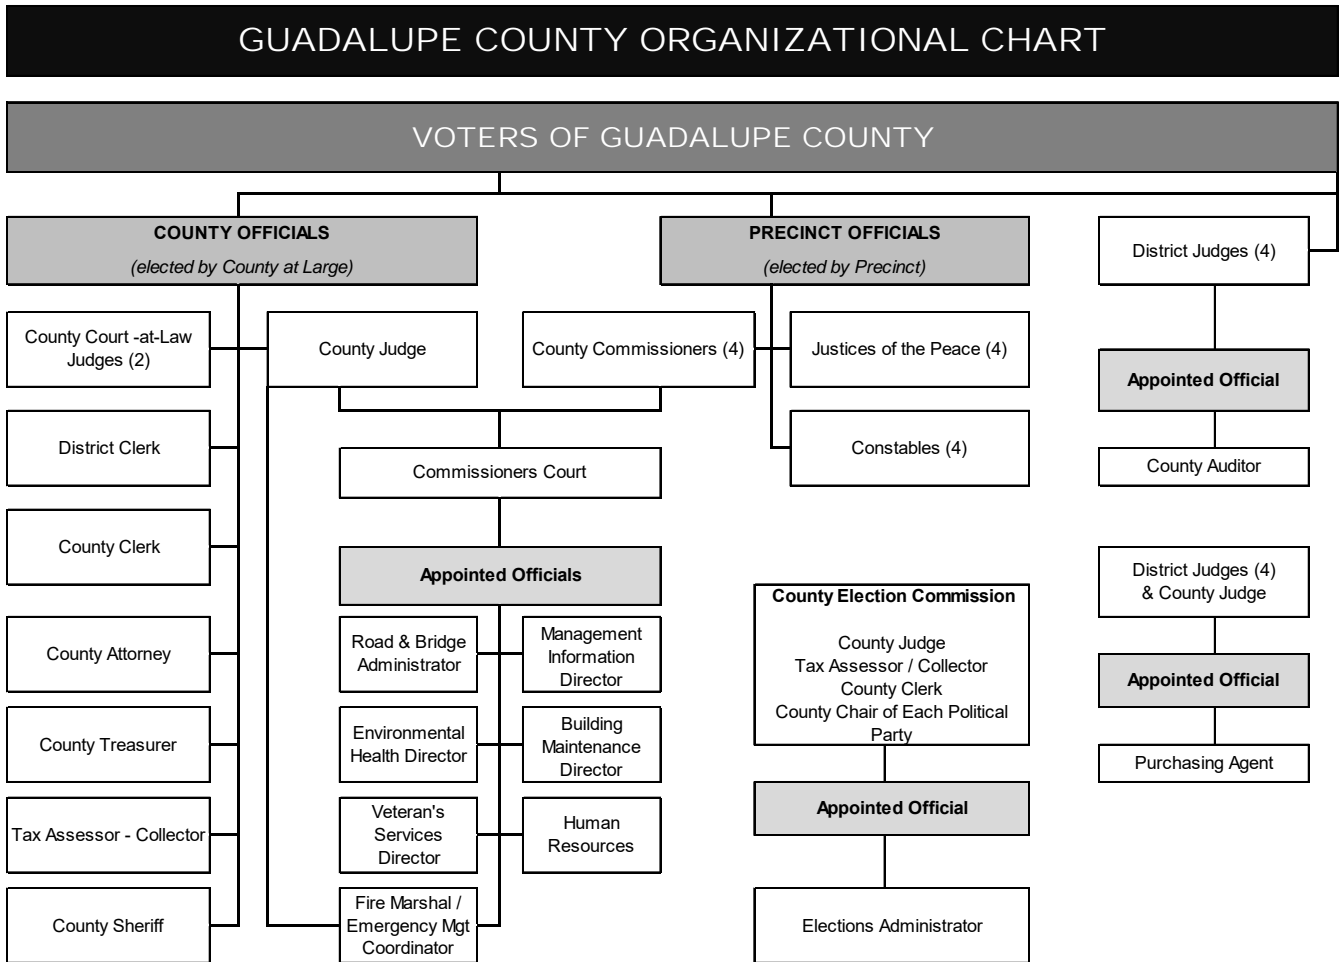 GUADALUPE COUNTY ORGANIZATIONAL CHART
VOTERS OF GUADALUPE COUNTY
COUNTY OFFICIALS
(elected by County at Large)
PRECINCT OFFICIALS
(elected by Precinct)
District Judges (4)
County Court -at-Law
Judges (2)
County Judge
County Commissioners (4)
Justices of the Peace (4)
Appointed Official
District Clerk
Commissioners Court
Constables (4)
County Auditor
County Clerk
Appointed Officials
County Election Commission
County Judge
Tax Assessor / Collector
County Clerk
County Chair of Each Political
Party
District Judges (4)
& County Judge
County Attorney
Road & Bridge
Administrator
Management
Information
Director
Appointed Official
County Treasurer
Environmental
Health Director
Building
Maintenance
Director
Purchasing Agent
Tax Assessor - Collector
Veteran's
Services
Director
Human
Resources
Appointed Official
County Sheriff
Fire Marshal /
Emergency Mgt
Coordinator
Elections Administrator